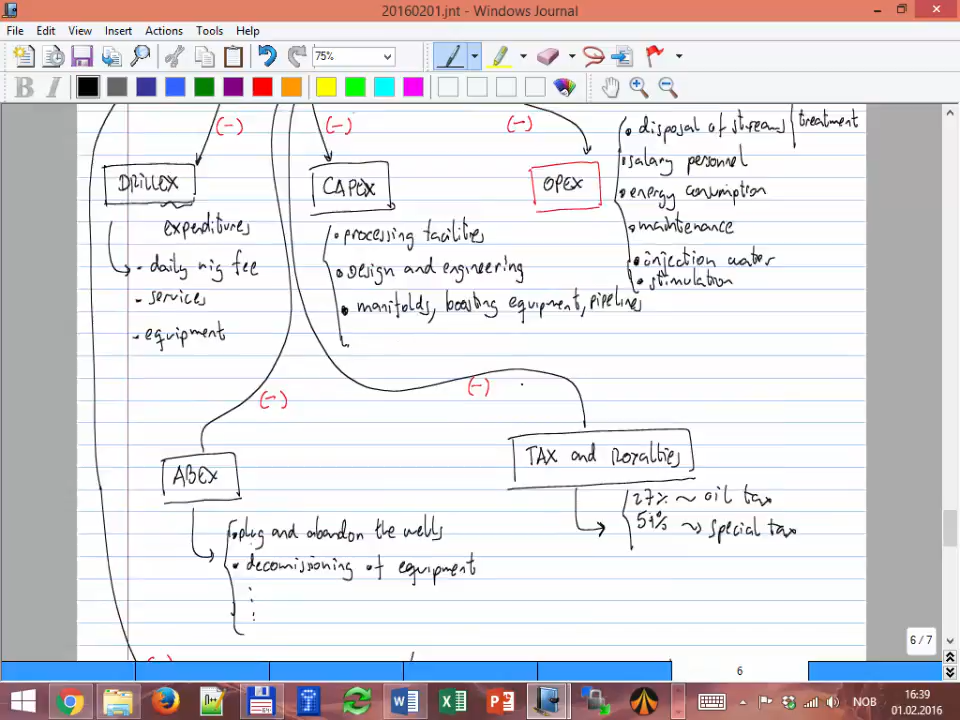 20160201.jnt - Windows Journal
File Edit View Insert Actions Tools Help
75%
B I
(-) (-) (-)
DRILLEX
expenditures
- daily rig fee
- services
- equipment
CAPEX
• processing facilities
• Design and engineering
• manifolds, boosting equipment, pipelines
OPEX
• disposal of streams
treatment
• salary personnel
• energy consumption
• maintenance
• injection water
• stimulation
(-) (-)
ABEX
• plug and abandon the wells
• decomissioning of equipment
TAX and Royalties
27% ~ oil tax
51% ~ special tax
(-)
6 / 7
6
NOB
16:39
01.02.2016